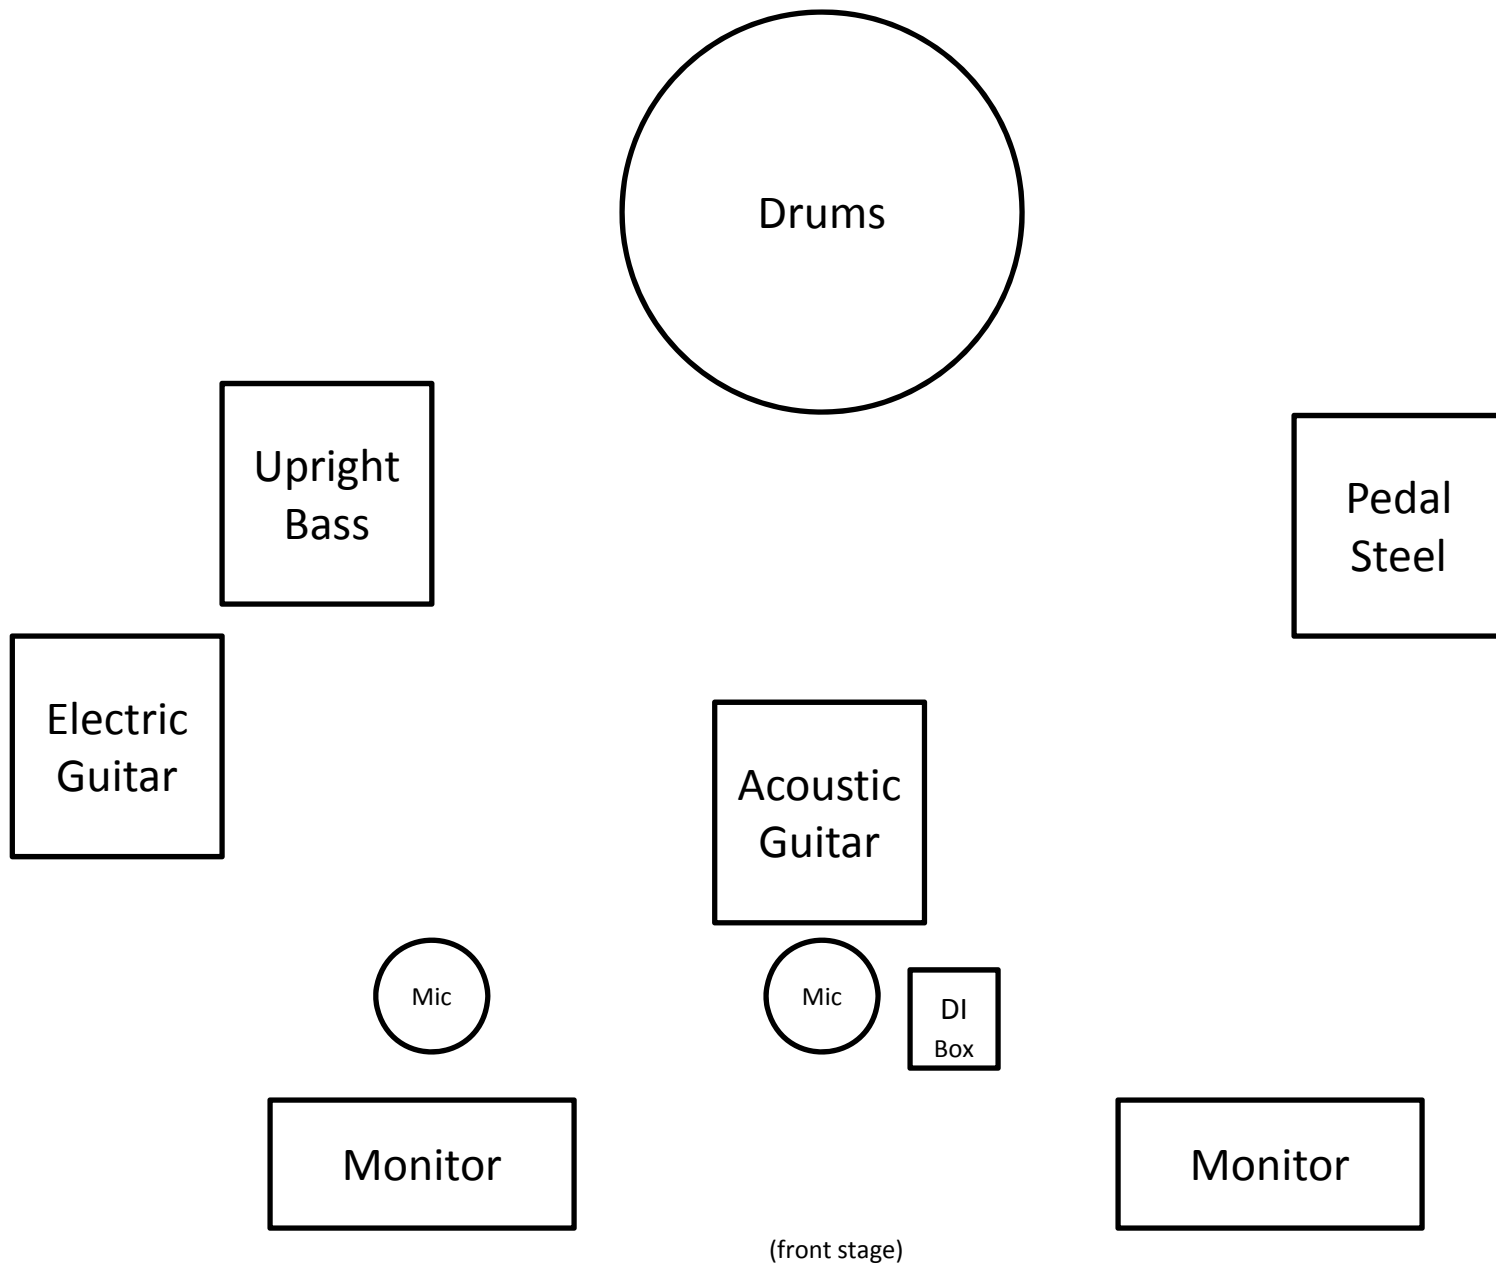 Drums
Upright
Bass
Pedal
Steel
Electric
Guitar
Acoustic
Guitar
Mic
Mic
DI
Box
Monitor
Monitor
(front stage)